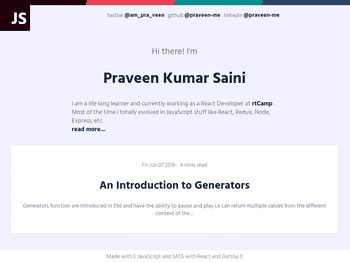 JS
twitter @am_pra_veen github @praveen-me linkedin @praveen-me
Hi there! I'm
Praveen Kumar Saini
I am a life long learner and currently working as a React Developer at rtCamp.
Most of the time I totally evolved in JavaScript stuff like React, Redux, Node,
Express, etc.
read more...
Fri Jun 07 2019 - 4 mins read
An Introduction to Generators
Generators function are introduced in ES6 and have the ability to pause and play i.e can return multiple values from the different
context of the...
Made with JavaScript and SASS with React and Gatsby